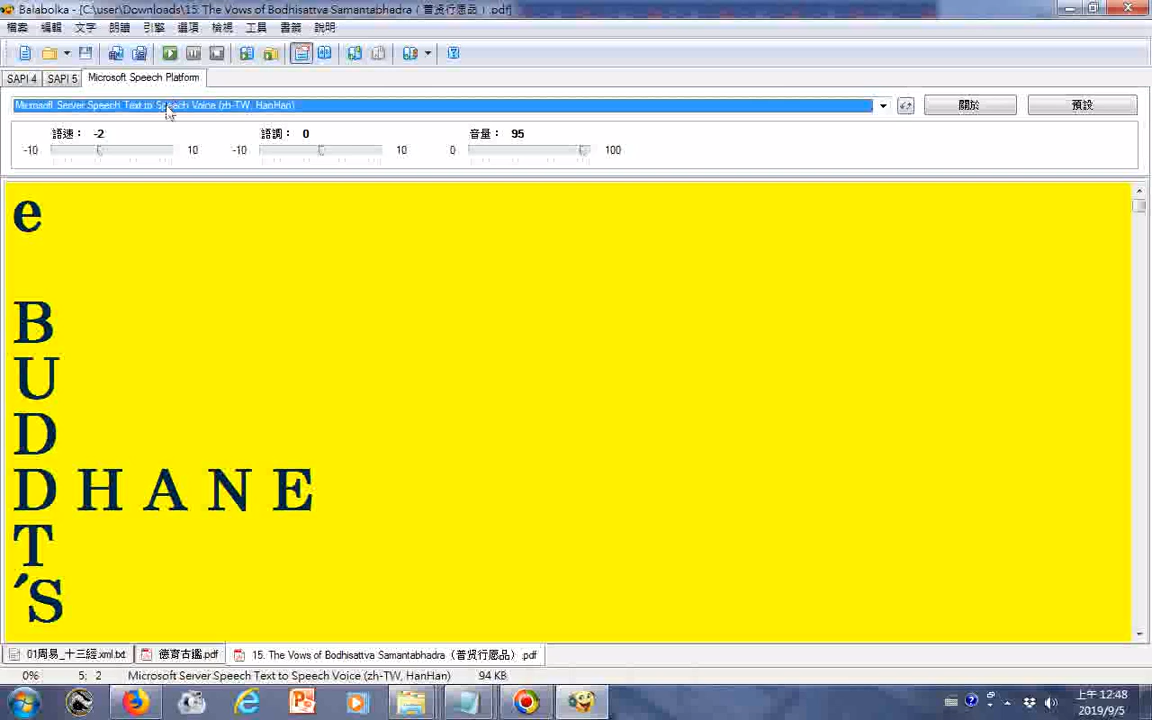 Balabolka - [C:\user\Downloads\15. The Vows of Bodhisattva Samantabhadra（普贤行愿品）.pdf]
檔案 編輯 文字 朗讀 引擎 選項 檢視 工具 書籤 說明
SAPI 4 SAPI 5 Microsoft Speech Platform
Microsoft Server Speech Text to Speech Voice (zh-TW, HanHan)
關於 預設
語速： -2 語調： 0 音量： 95
-10 10 -10 10 0 100
e
B
U
D
D H A N E
T
´S
01周易_十三經.xml.txt 德育古鑑.pdf 15. The Vows of Bodhisattva Samantabhadra（普贤行愿品）.pdf
0% 5; 2 Microsoft Server Speech Text to Speech Voice (zh-TW, HanHan) 94 KB
上午 12:48
2019/9/5